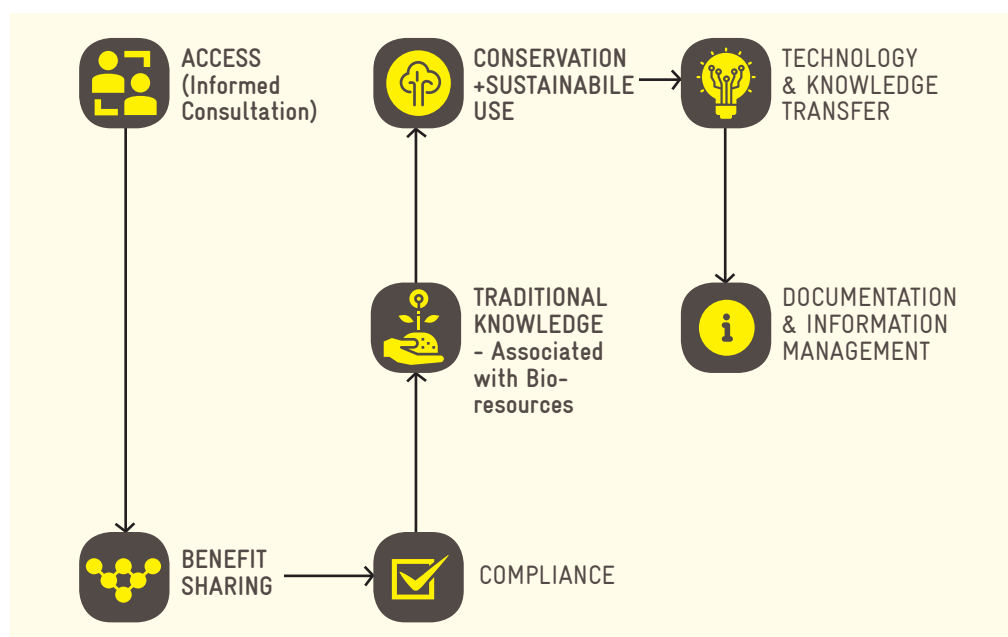 ACCESS
(Informed
Consultation)
BENEFIT
SHARING
COMPLIANCE
TRADITIONAL
KNOWLEDGE
- Associated
with Bio-
resources
CONSERVATION
+SUSTAINABILE
USE
TECHNOLOGY
& KNOWLEDGE
TRANSFER
DOCUMENTATION
& INFORMATION
MANAGEMENT